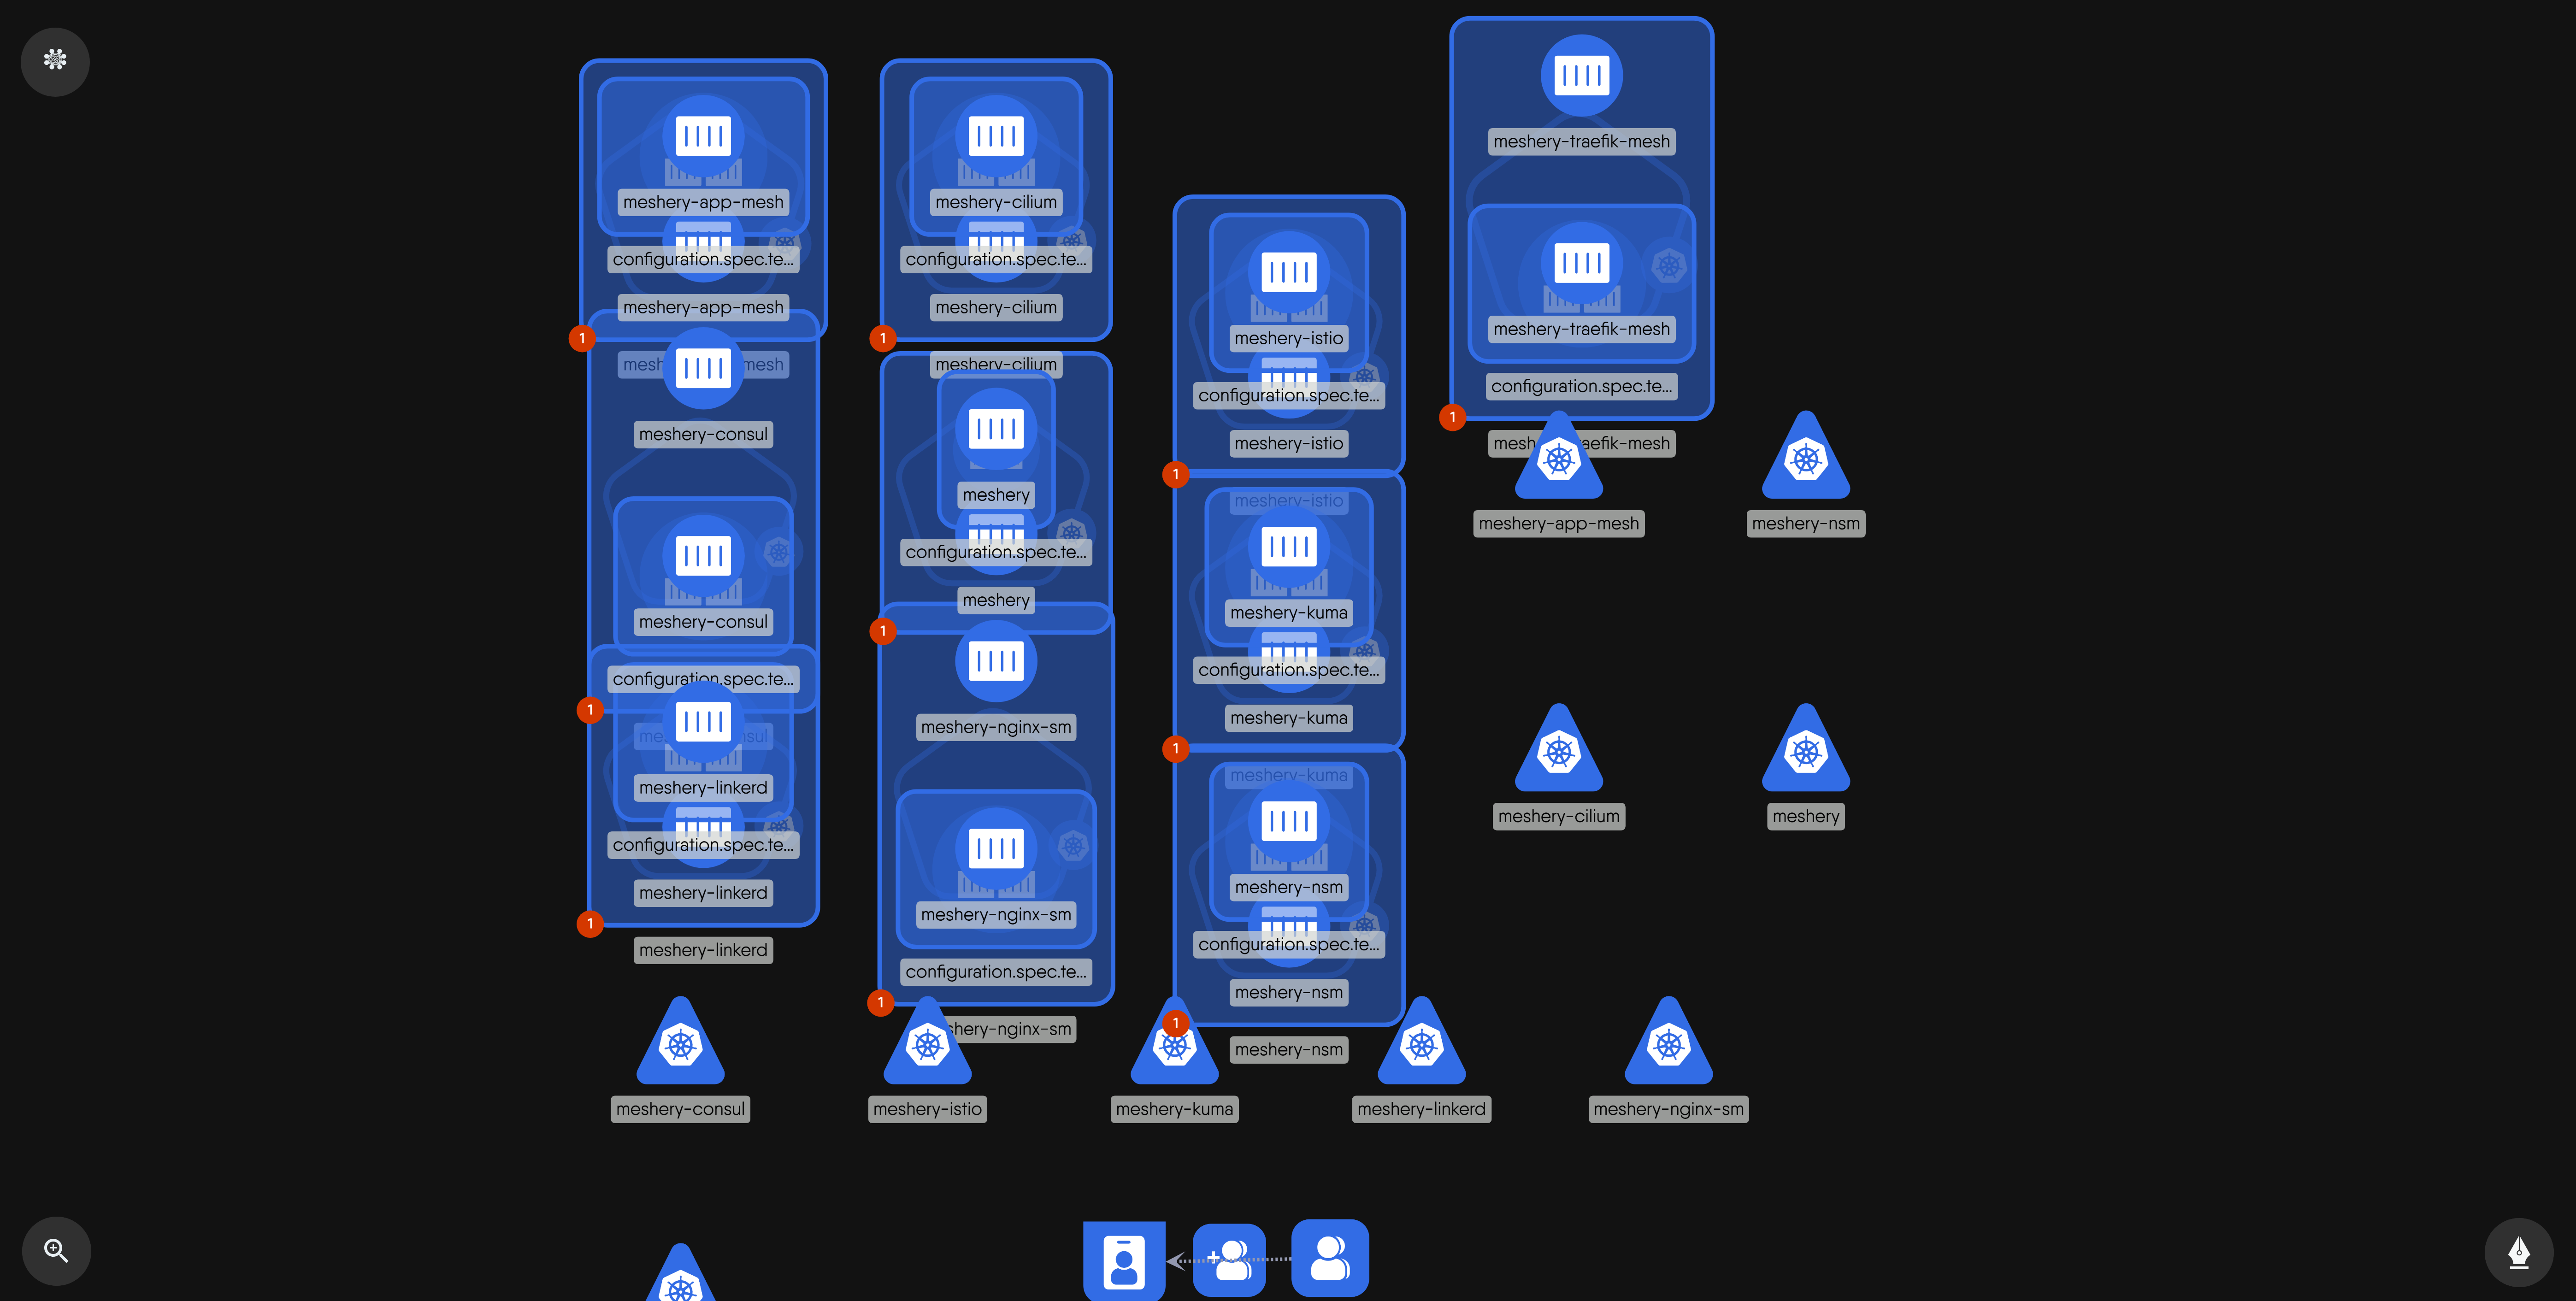 meshery-app-mesh
configuration.spec.te...
meshery-app-mesh
1
mesh
mesh
meshery-consul
meshery-consul
configuration.spec.te...
1
me
sul
meshery-linkerd
configuration.spec.te...
meshery-linkerd
1
meshery-linkerd
meshery-cilium
configuration.spec.te...
meshery-cilium
1
meshery-cilium
meshery
configuration.spec.te...
meshery
1
meshery-nginx-sm
meshery-nginx-sm
configuration.spec.te...
1
shery-nginx-sm
meshery-istio
configuration.spec.te...
meshery-istio
1
meshery-istio
meshery-kuma
configuration.spec.te...
meshery-kuma
1
meshery-kuma
meshery-nsm
configuration.spec.te...
meshery-nsm
1
meshery-nsm
meshery-traefik-mesh
meshery-traefik-mesh
configuration.spec.te...
1
mesh
aefik-mesh
meshery-app-mesh
meshery-nsm
meshery-cilium
meshery
meshery-consul
meshery-istio
meshery-kuma
meshery-linkerd
meshery-nginx-sm